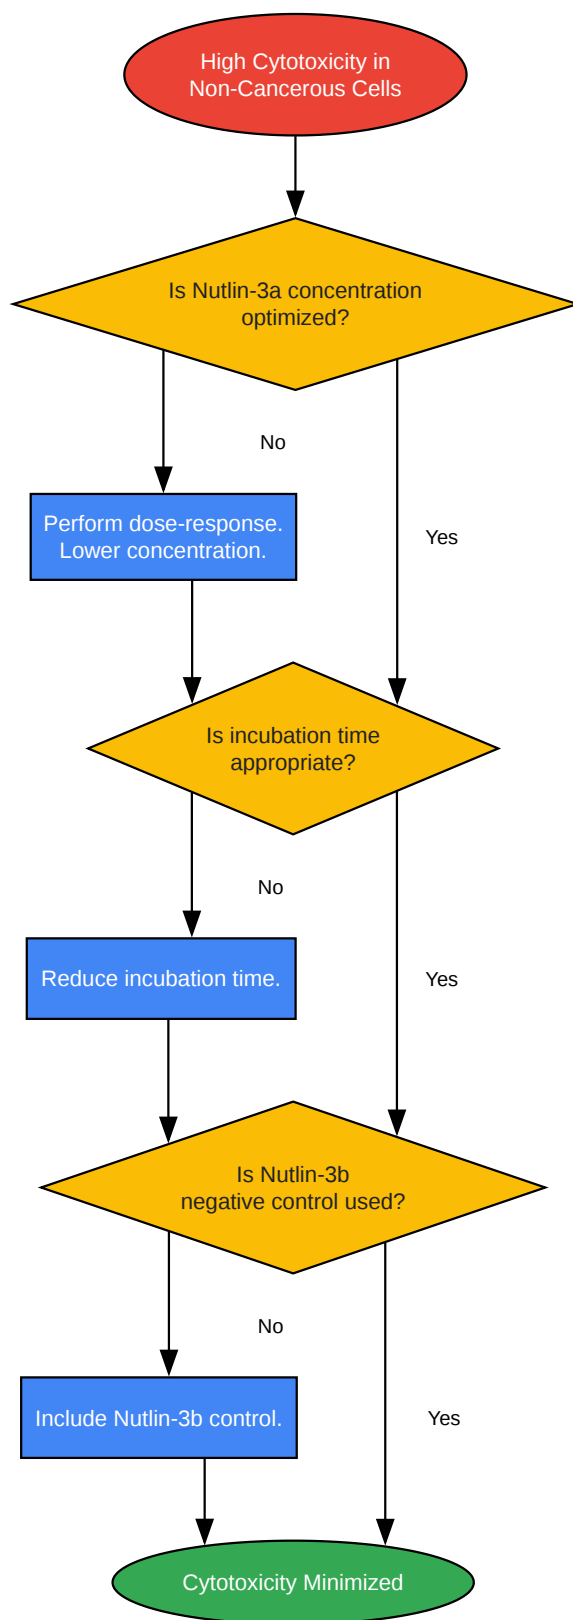 High Cytotoxicity in
Non-Cancerous Cells
Is Nutlin-3a concentration
optimized?
No
Perform dose-response.
Lower concentration.
Yes
Is incubation time
appropriate?
No
Reduce incubation time.
Yes
Is Nutlin-3b
negative control used?
No
Include Nutlin-3b control.
Yes
Cytotoxicity Minimized